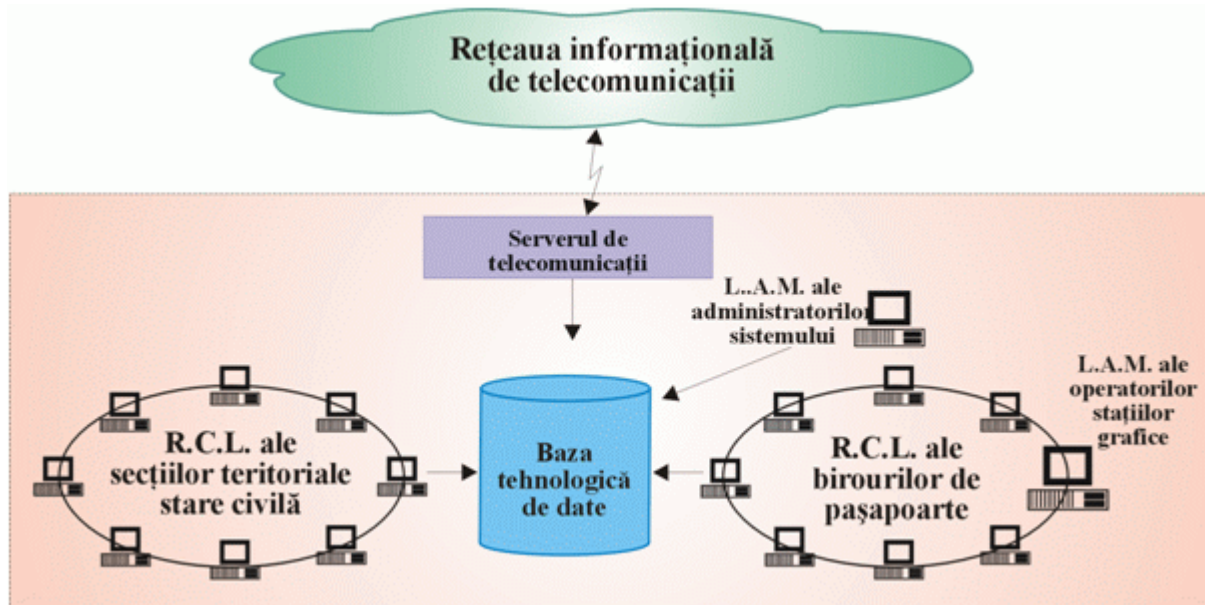 Rețeaua informațională
de telecomunicații
Serverul de
telecomunicații
L..A.M. ale
administratorilor
sistemului
L.A.M. ale
operatorilor
stațiilor
grafice
R.C.L. ale
secțiilor teritoriale
stare civilă
Baza
tehnologică
de date
R.C.L. ale
birourilor de
pașapoarte